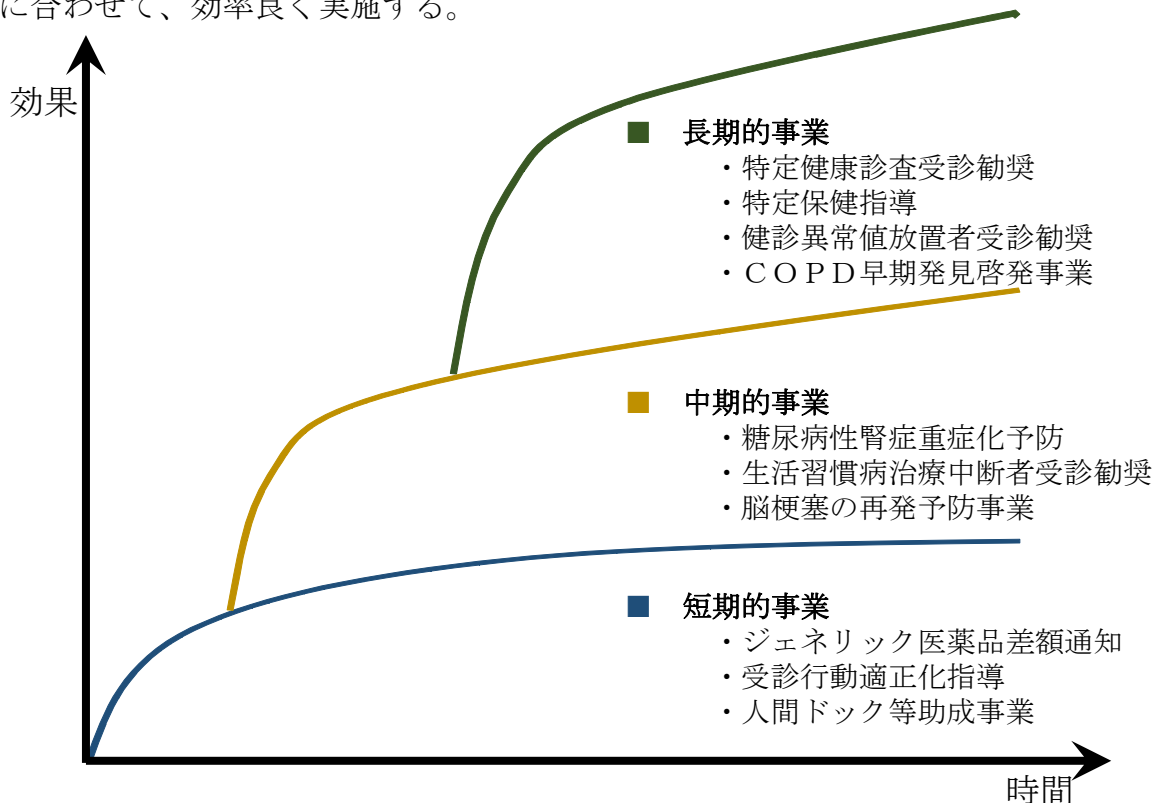 に合わせて、効率良く実施する。
効果
■ 長期的事業
・特定健康診査受診勧奨
・特定保健指導
・健診異常値放置者受診勧奨
・ＣＯＰＤ早期発見啓発事業
■ 中期的事業
・糖尿病性腎症重症化予防
・生活習慣病治療中断者受診勧奨
・脳梗塞の再発予防事業
■ 短期的事業
・ジェネリック医薬品差額通知
・受診行動適正化指導
・人間ドック等助成事業
時間